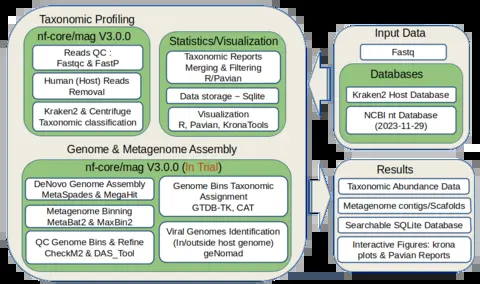 Taxonomic Profiling
nf-core/mag V3.0.0
Reads QC :
Fastqc & FastP
Human (Host) Reads
Removal
Kraken2 & Centrifuge
Taxonomic classification
Statistics/Visualization
Taxonomic Reports
Merging & Filtering
R/Pavian
Data storage – Sqlite
Visualization
R, Pavian, KronaTools
Genome & Metagenome Assembly
nf-core/mag V3.0.0 (In Trial)
DeNovo Genome Assembly
MetaSpades & MegaHit
Metagenome Binning
MetaBat2 & MaxBin2
QC Genome Bins & Refine
CheckM2 & DAS_Tool
Genome Bins Taxonomic
Assignment
GTDB-TK, CAT
Viral Genomes Identification
(In/outside host genome)
geNomad
Input Data
Fastq
Databases
Kraken2 Host Database
NCBI nt Database
(2023-11-29)
Results
Taxonomic Abundance Data
Metagenome contigs/Scafolds
Searchable SQLite Database
Interactive Figures: krona
plots & Pavian Reports